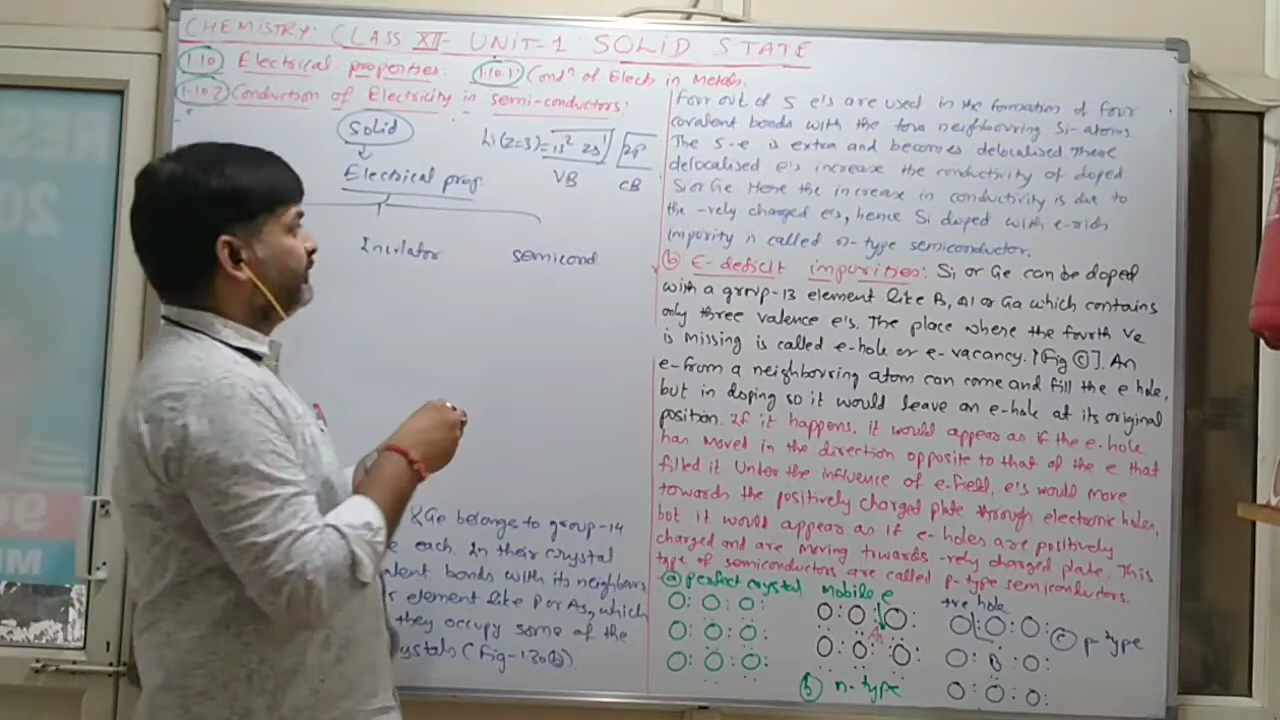 CHEMISTRY: CLASS XII- UNIT-1 SOLID STATE
1.10 Electrical properties: 1.10.1 Condn of Elect in Metals.
1.10.2 Conduction of Electricity in semi-conductors:
Solid
Electrical prop.
Li(Z=3)=1s² 2s¹ 2p
VB CB
Insulator semicond
& Ge belongs to group-14
each. In their crystal
bonds with its neighbours
element like P or As, which
they occupy some of the
(Fig-1.30b)
Four out of 5 e's are used in the formation of four
covalent bonds with the four neighbouring Si-atoms
The 5-e is extra and becomes delocalised. These
delocalised e's increase the conductivity of doped
Si or Ge Here the increase in conductivity is due to
the -vely charged e's, hence Si doped with e-rich
impurity is called n-type semiconductor.
(b) E-deficit impurities: Si or Ge can be doped
with a group-13 element like B, Al or Ga which contains
only three valence e's. The place where the fourth Ve
is missing is called e-hole or e-vacancy. [Fig (c)]. An
e-from a neighbouring atom can come and fill the e hole,
but in doping so it would leave an e-hole at its original
position. If it happens, it would appear as if the e-hole
has moved in the direction opposite to that of the e that
filled it Under the influence of e-field, e's would move
towards the positively charged plate through electronic holes,
but it would appear as if e-holes are positively
charged and are moving towards -vely charged plate. This
type of semiconductors are called p-type semiconductors.
(a) perfect crystal mobile e +ve hole
As
B
(b) n-type
(c) p-type